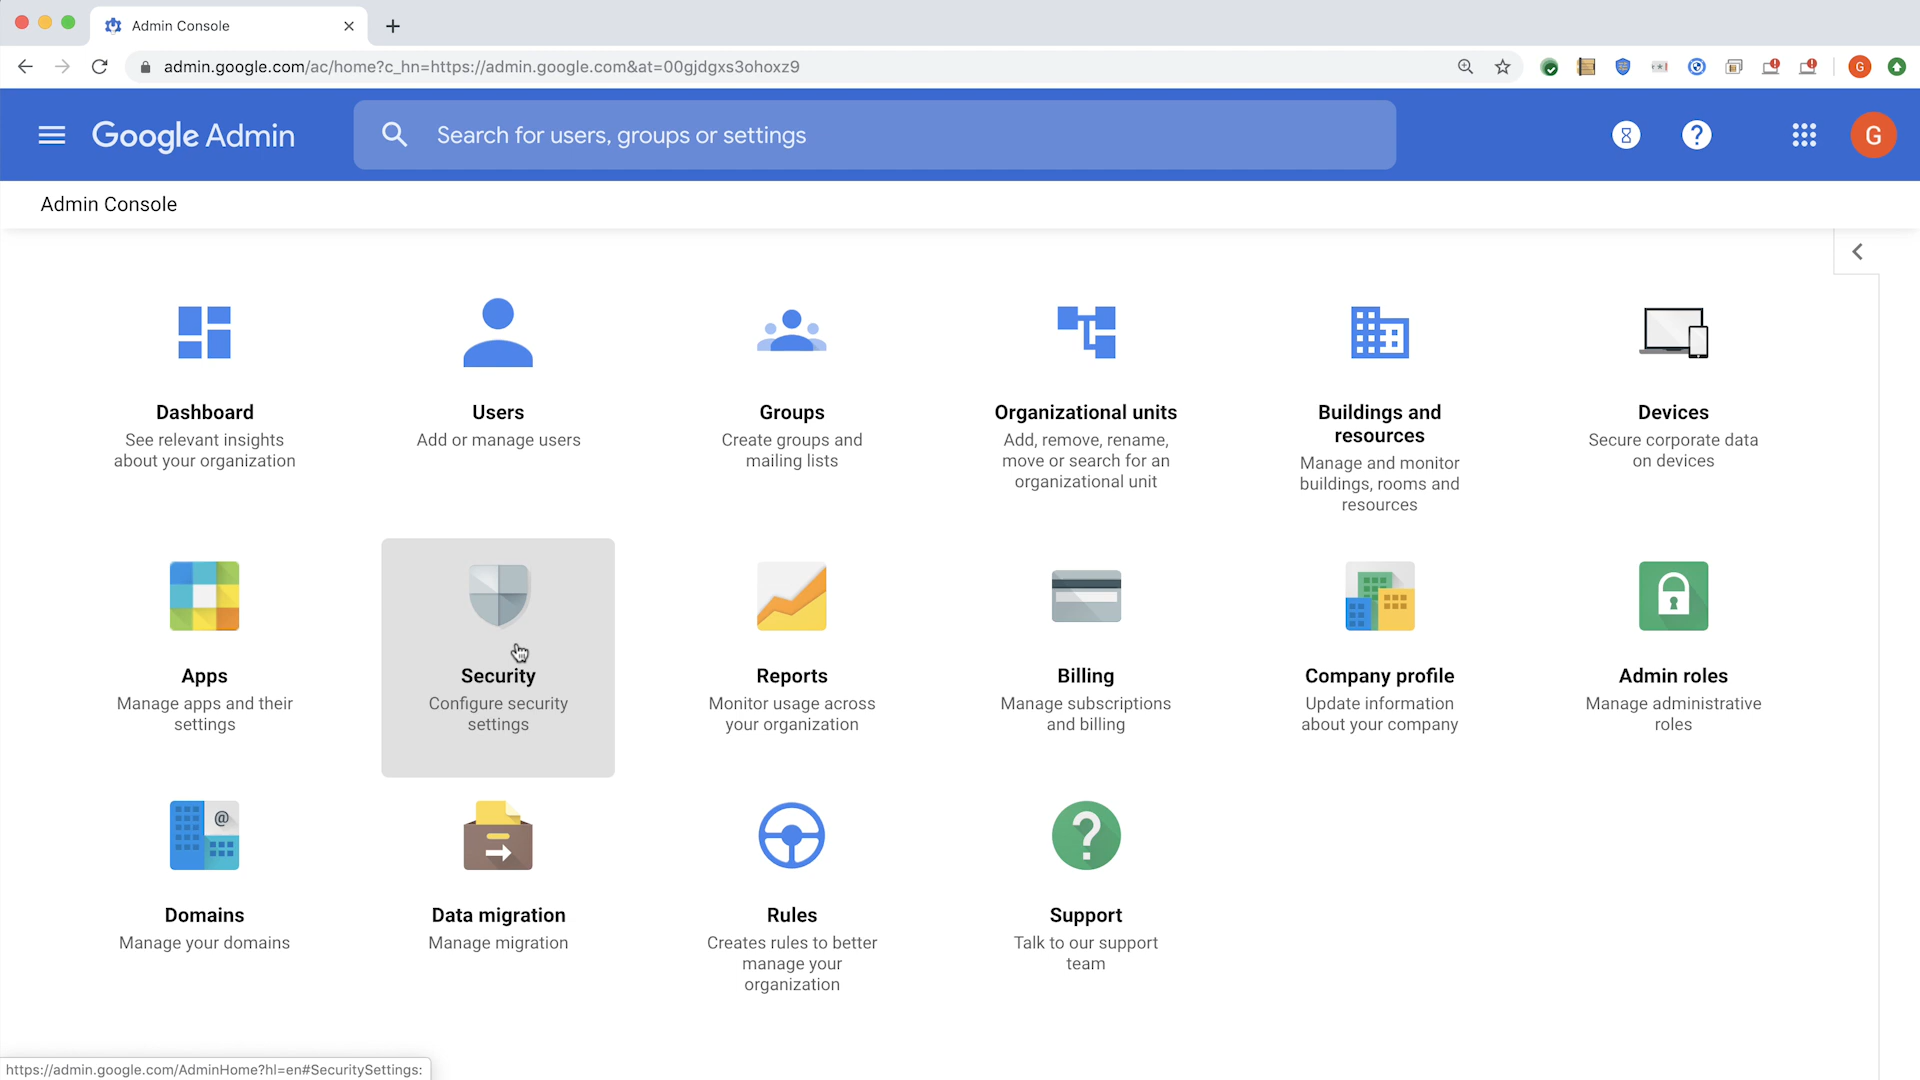 Admin Console
admin.google.com/ac/home?c_hn=https://admin.google.com&at=00gjdgxs3ohoxz9
G
Google Admin
Search for users, groups or settings
G
Admin Console
Dashboard
See relevant insights
about your organization
Users
Add or manage users
Groups
Create groups and
mailing lists
Organizational units
Add, remove, rename,
move or search for an
organizational unit
Buildings and
resources
Manage and monitor
buildings, rooms and
resources
Devices
Secure corporate data
on devices
Apps
Manage apps and their
settings
Security
Configure security
settings
Reports
Monitor usage across
your organization
Billing
Manage subscriptions
and billing
Company profile
Update information
about your company
Admin roles
Manage administrative
roles
@
Domains
Manage your domains
Data migration
Manage migration
Rules
Creates rules to better
manage your
organization
?
Support
Talk to our support
team
https://admin.google.com/AdminHome?hl=en#SecuritySettings: